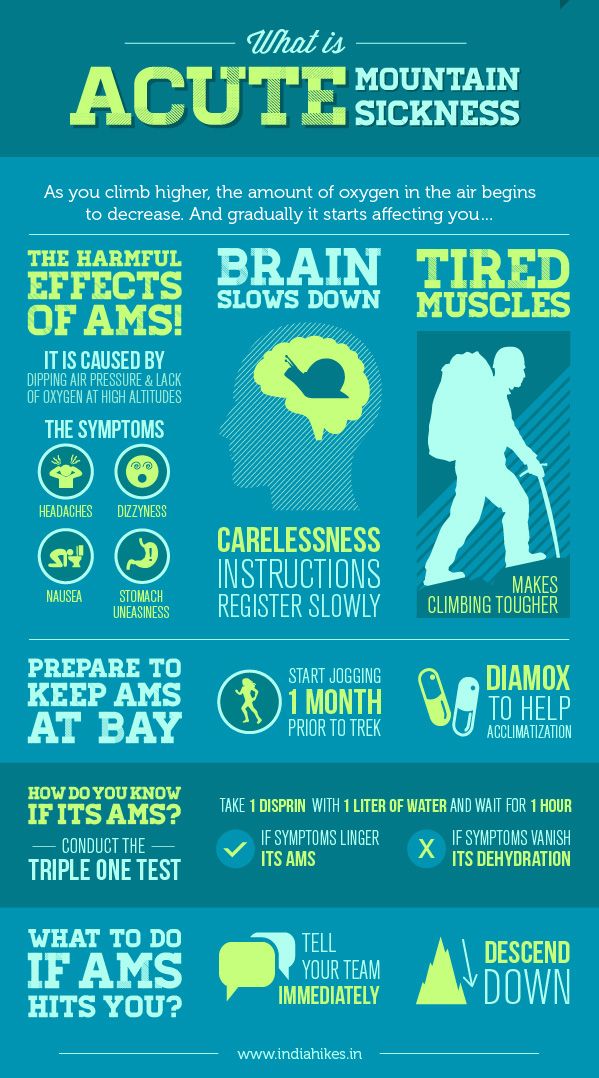 What is
ACUTE
MOUNTAIN
SICKNESS
As you climb higher, the amount of oxygen in the air begins
to decrease. And gradually it starts affecting you...
THE HARMFUL
EFFECTS
OF AMS!
IT IS CAUSED BY
DIPPING AIR PRESSURE & LACK
OF OXYGEN AT HIGH ALTITUDES
THE SYMPTOMS
HEADACHES
DIZZYNESS
NAUSEA
STOMACH
UNEASINESS
BRAIN
SLOWS DOWN
CARELESSNESS
INSTRUCTIONS
REGISTER SLOWLY
TIRED
MUSCLES
MAKES
CLIMBING TOUGHER
PREPARE TO
KEEP AMS
AT BAY
START JOGGING
1 MONTH
PRIOR TO TREK
DIAMOX
TO HELP
ACCLIMATIZATION
HOW DO YOU KNOW
IF ITS AMS?
CONDUCT THE
TRIPLE ONE TEST
TAKE 1 DISPRIN WITH 1 LITER OF WATER AND WAIT FOR 1 HOUR
IF SYMPTOMS LINGER
ITS AMS
X
IF SYMPTOMS VANISH
ITS DEHYDRATION
WHAT TO DO
IF AMS
HITS YOU?
TELL
YOUR TEAM
IMMEDIATELY
DESCEND
DOWN
www.indiahikes.in